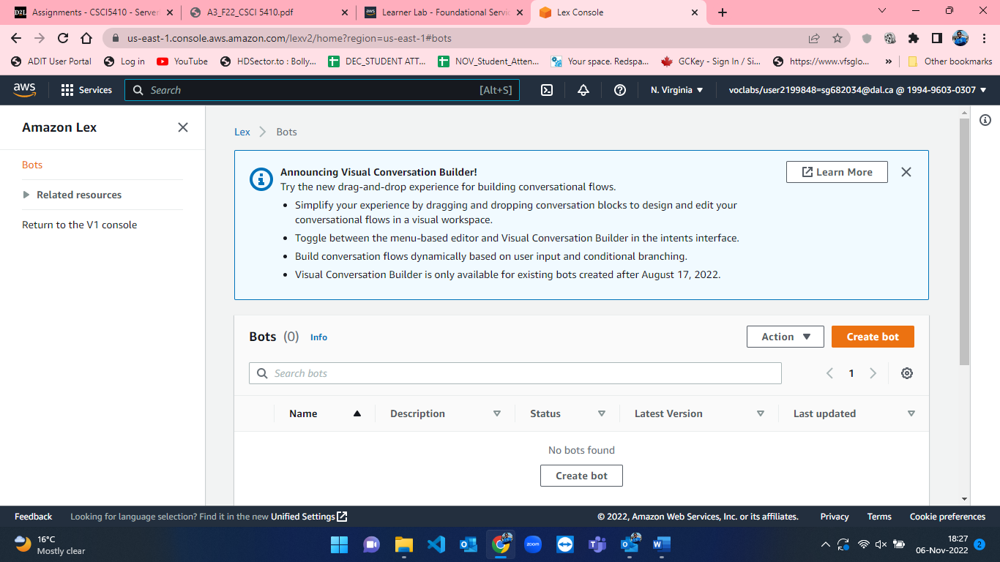 Assignments - CSCI5410 - Server
A3_F22_CSCI 5410.pdf
Learner Lab - Foundational Servic
Lex Console
us-east-1.console.aws.amazon.com/lexv2/home?region=us-east-1#bots
ADIT User Portal
Log in
YouTube
HDSector.to : Bolly...
DEC_STUDENT ATT...
NOV_Student_Atten...
Your space. Redspa...
GCKey - Sign In / Si...
https://www.vfsglo...
»
Other bookmarks
aws
Services
Search
[Alt+S]
N. Virginia
voclabs/user2199848=sg682034@dal.ca @ 1994-9603-0307
Amazon Lex
Bots
Related resources
Return to the V1 console
Lex
Bots
Announcing Visual Conversation Builder!
Learn More
Try the new drag-and-drop experience for building conversational flows.
• Simplify your experience by dragging and dropping conversation blocks to design and edit your
conversational flows in a visual workspace.
• Toggle between the menu-based editor and Visual Conversation Builder in the intents interface.
• Build conversation flows dynamically based on user input and conditional branching.
• Visual Conversation Builder is only available for existing bots created after August 17, 2022.
Bots (0) Info
Action
Create bot
Search bots
1
Name
Description
Status
Latest Version
Last updated
No bots found
Create bot
Feedback
Looking for language selection? Find it in the new Unified Settings
© 2022, Amazon Web Services, Inc. or its affiliates.
Privacy
Terms
Cookie preferences
16°C
Mostly clear
zoom
18:27
06-Nov-2022
2